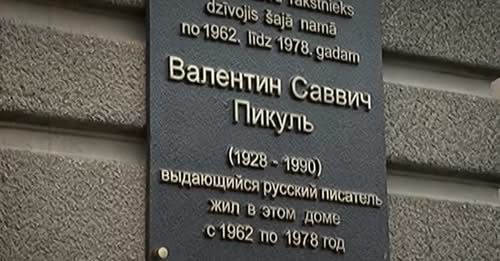 rakstnieks
dzīvojis šajā namā
no 1962. līdz 1978. gadam
Валентин Саввич
Пикуль
(1928 - 1990)
выдающийся русский писатель
жил в этом доме
с 1962 по 1978 год